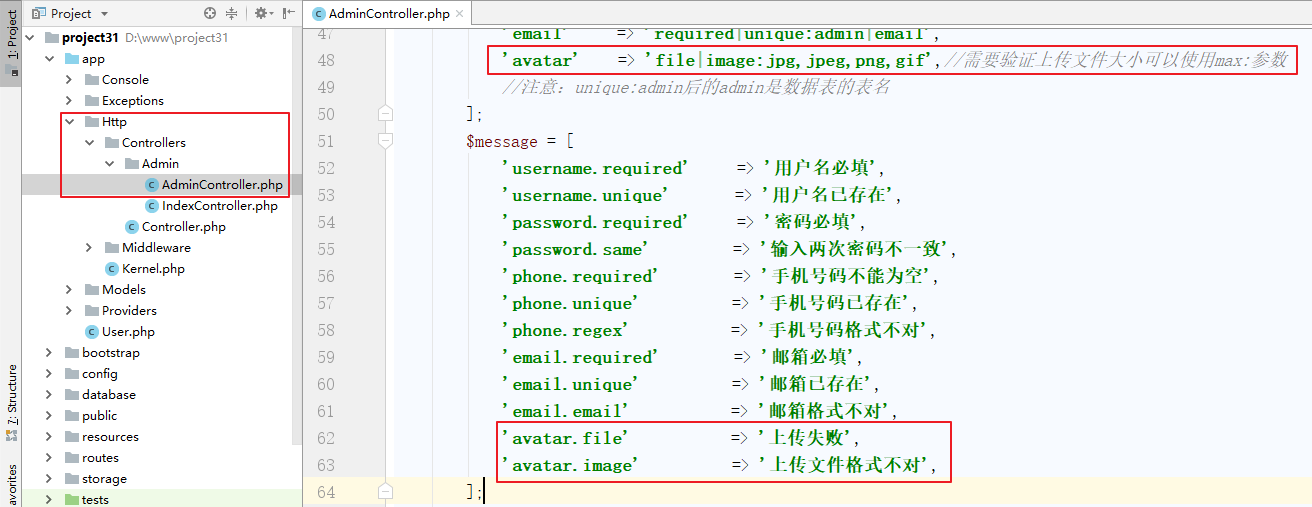 Project
AdminController.php
1: Project
project31 D:\www\project31
app
Console
Exceptions
Http
Controllers
Admin
AdminController.php
IndexController.php
Controller.php
Middleware
Kernel.php
Models
Providers
User.php
bootstrap
config
database
public
resources
routes
storage
tests
7: Structure
avorites
47 'email' => 'required|unique:admin|email',
48 'avatar' => 'file|image:jpg,jpeg,png,gif',//需要验证上传文件大小可以使用max:参数
49 //注意：unique:admin后的admin是数据表的表名
50 ];
51 $message = [
52 'username.required' => '用户名必填',
53 'username.unique' => '用户名已存在',
54 'password.required' => '密码必填',
55 'password.same' => '输入两次密码不一致',
56 'phone.required' => '手机号码不能为空',
57 'phone.unique' => '手机号码已存在',
58 'phone.regex' => '手机号码格式不对',
59 'email.required' => '邮箱必填',
60 'email.unique' => '邮箱已存在',
61 'email.email' => '邮箱格式不对',
62 'avatar.file' => '上传失败',
63 'avatar.image' => '上传文件格式不对',
64 ];